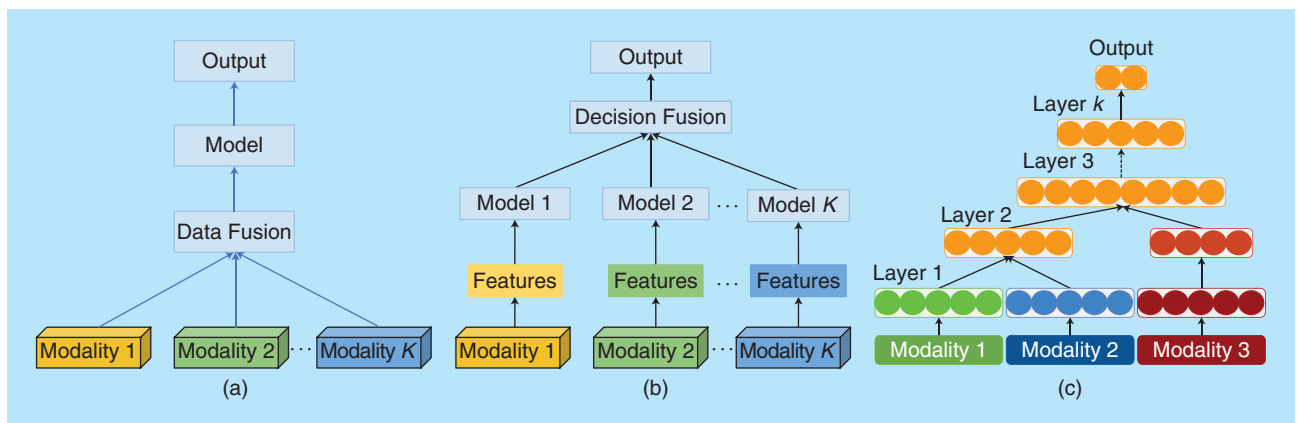 Output
Model
Data Fusion
Modality 1
Modality 2
...
Modality K
(a)
Output
Decision Fusion
Model 1
Model 2
...
Model K
Features
Features
...
Features
Modality 1
Modality 2
...
Modality K
(b)
Output
Layer k
Layer 3
Layer 2
Layer 1
Modality 1
Modality 2
Modality 3
(c)